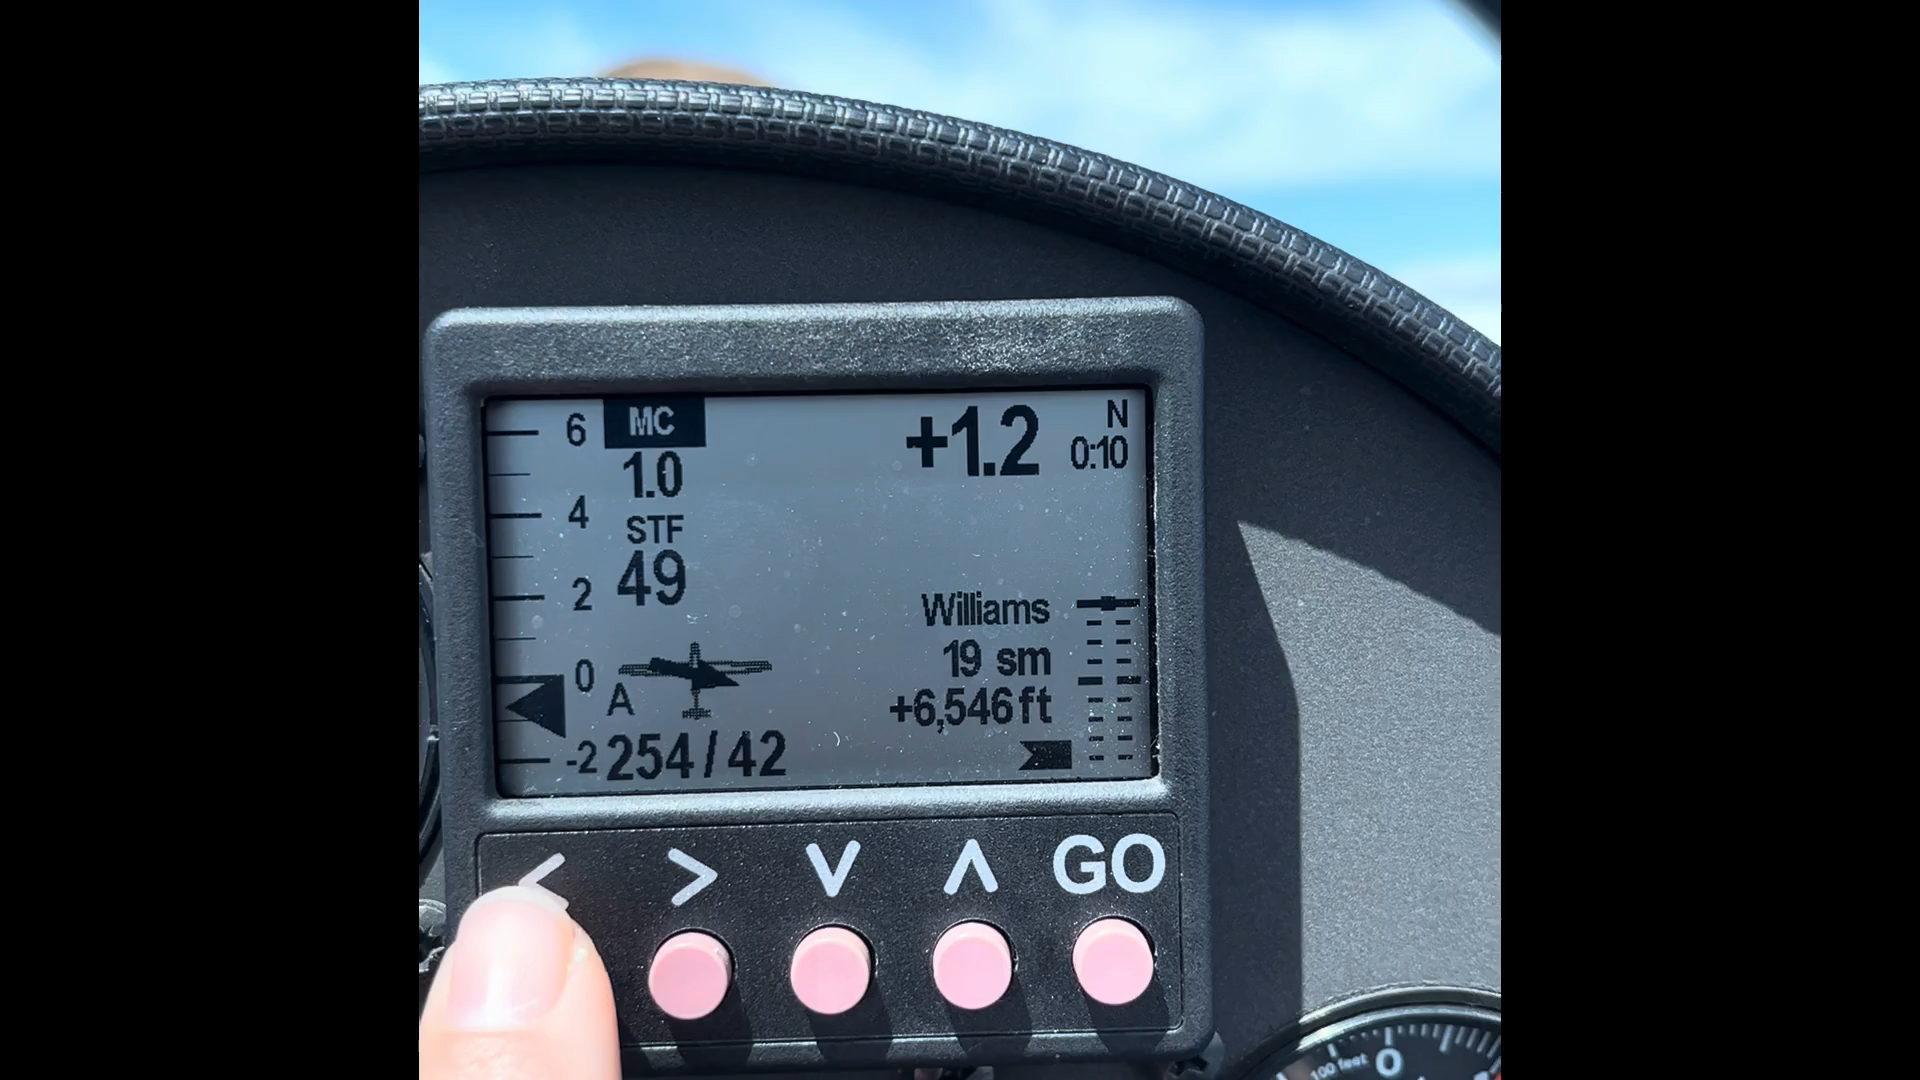 6 MC +1.2 N
1.0 0:10
4 STF
49
2 Williams
19 sm
0 A +6,546 ft
-2 254/42
< > V Λ GO
100 feet 0